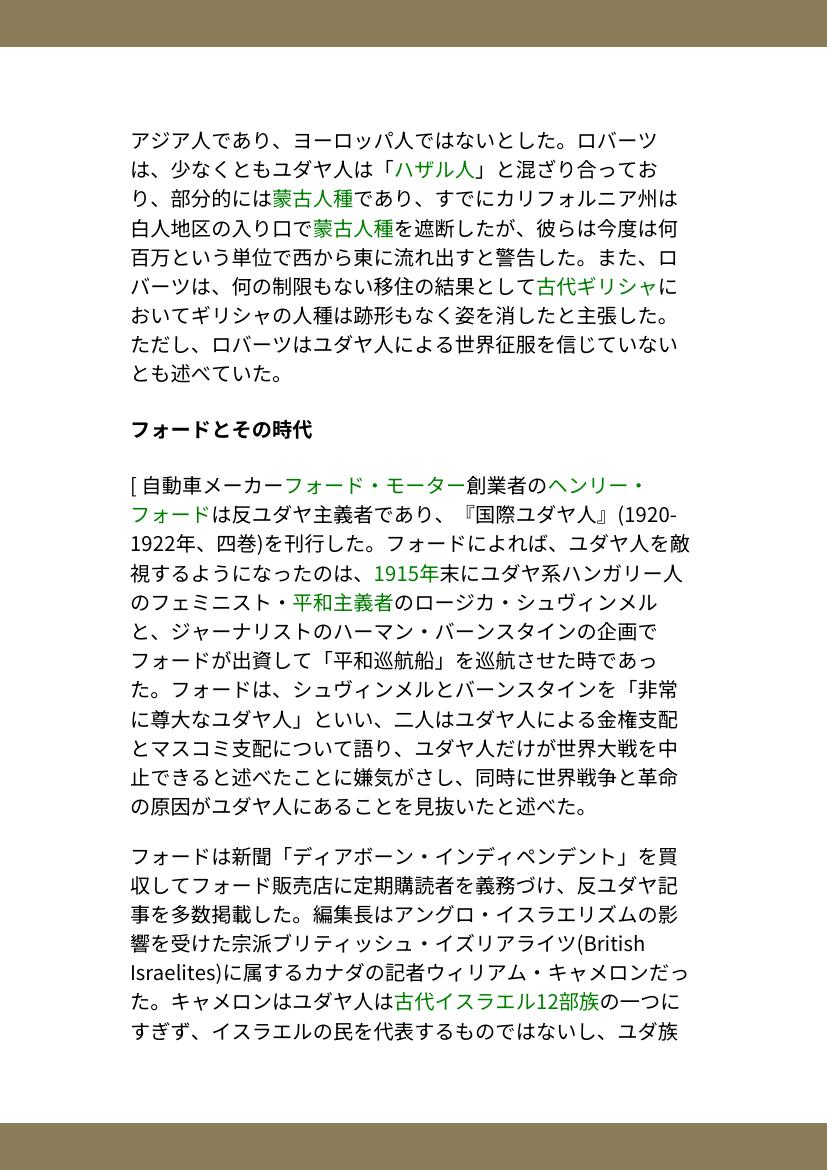 アジア人であり、ヨーロッパ人ではないとした。ロバーツ
は、少なくともユダヤ人は「ハザル人」と混ざり合ってお
り、部分的には蒙古人種であり、すでにカリフォルニア州は
白人地区の入り口で蒙古人種を遮断したが、彼らは今度は何
百万という単位で西から東に流れ出すと警告した。また、ロ
バーツは、何の制限もない移住の結果として古代ギリシャに
おいてギリシャの人種は跡形もなく姿を消したと主張した。
ただし、ロバーツはユダヤ人による世界征服を信じていない
とも述べていた。
フォードとその時代
[ 自動車メーカーフォード・モーター創業者のヘンリー・
フォードは反ユダヤ主義者であり、『国際ユダヤ人』(1920-
1922年、四巻)を刊行した。フォードによれば、ユダヤ人を敵
視するようになったのは、1915年末にユダヤ系ハンガリー人
のフェミニスト・平和主義者のロージカ・シュヴィンメル
と、ジャーナリストのハーマン・バーンスタインの企画で
フォードが出資して「平和巡航船」を巡航させた時であっ
た。フォードは、シュヴィンメルとバーンスタインを「非常
に尊大なユダヤ人」といい、二人はユダヤ人による金権支配
とマスコミ支配について語り、ユダヤ人だけが世界大戦を中
止できると述べたことに嫌気がさし、同時に世界戦争と革命
の原因がユダヤ人にあることを見抜いたと述べた。
フォードは新聞「ディアボーン・インディペンデント」を買
収してフォード販売店に定期購読者を義務づけ、反ユダヤ記
事を多数掲載した。編集長はアングロ・イスラエリズムの影
響を受けた宗派ブリティッシュ・イズリアライツ(British
Israelites)に属するカナダの記者ウィリアム・キャメロンだっ
た。キャメロンはユダヤ人は古代イスラエル12部族の一つに
すぎず、イスラエルの民を代表するものではないし、ユダ族